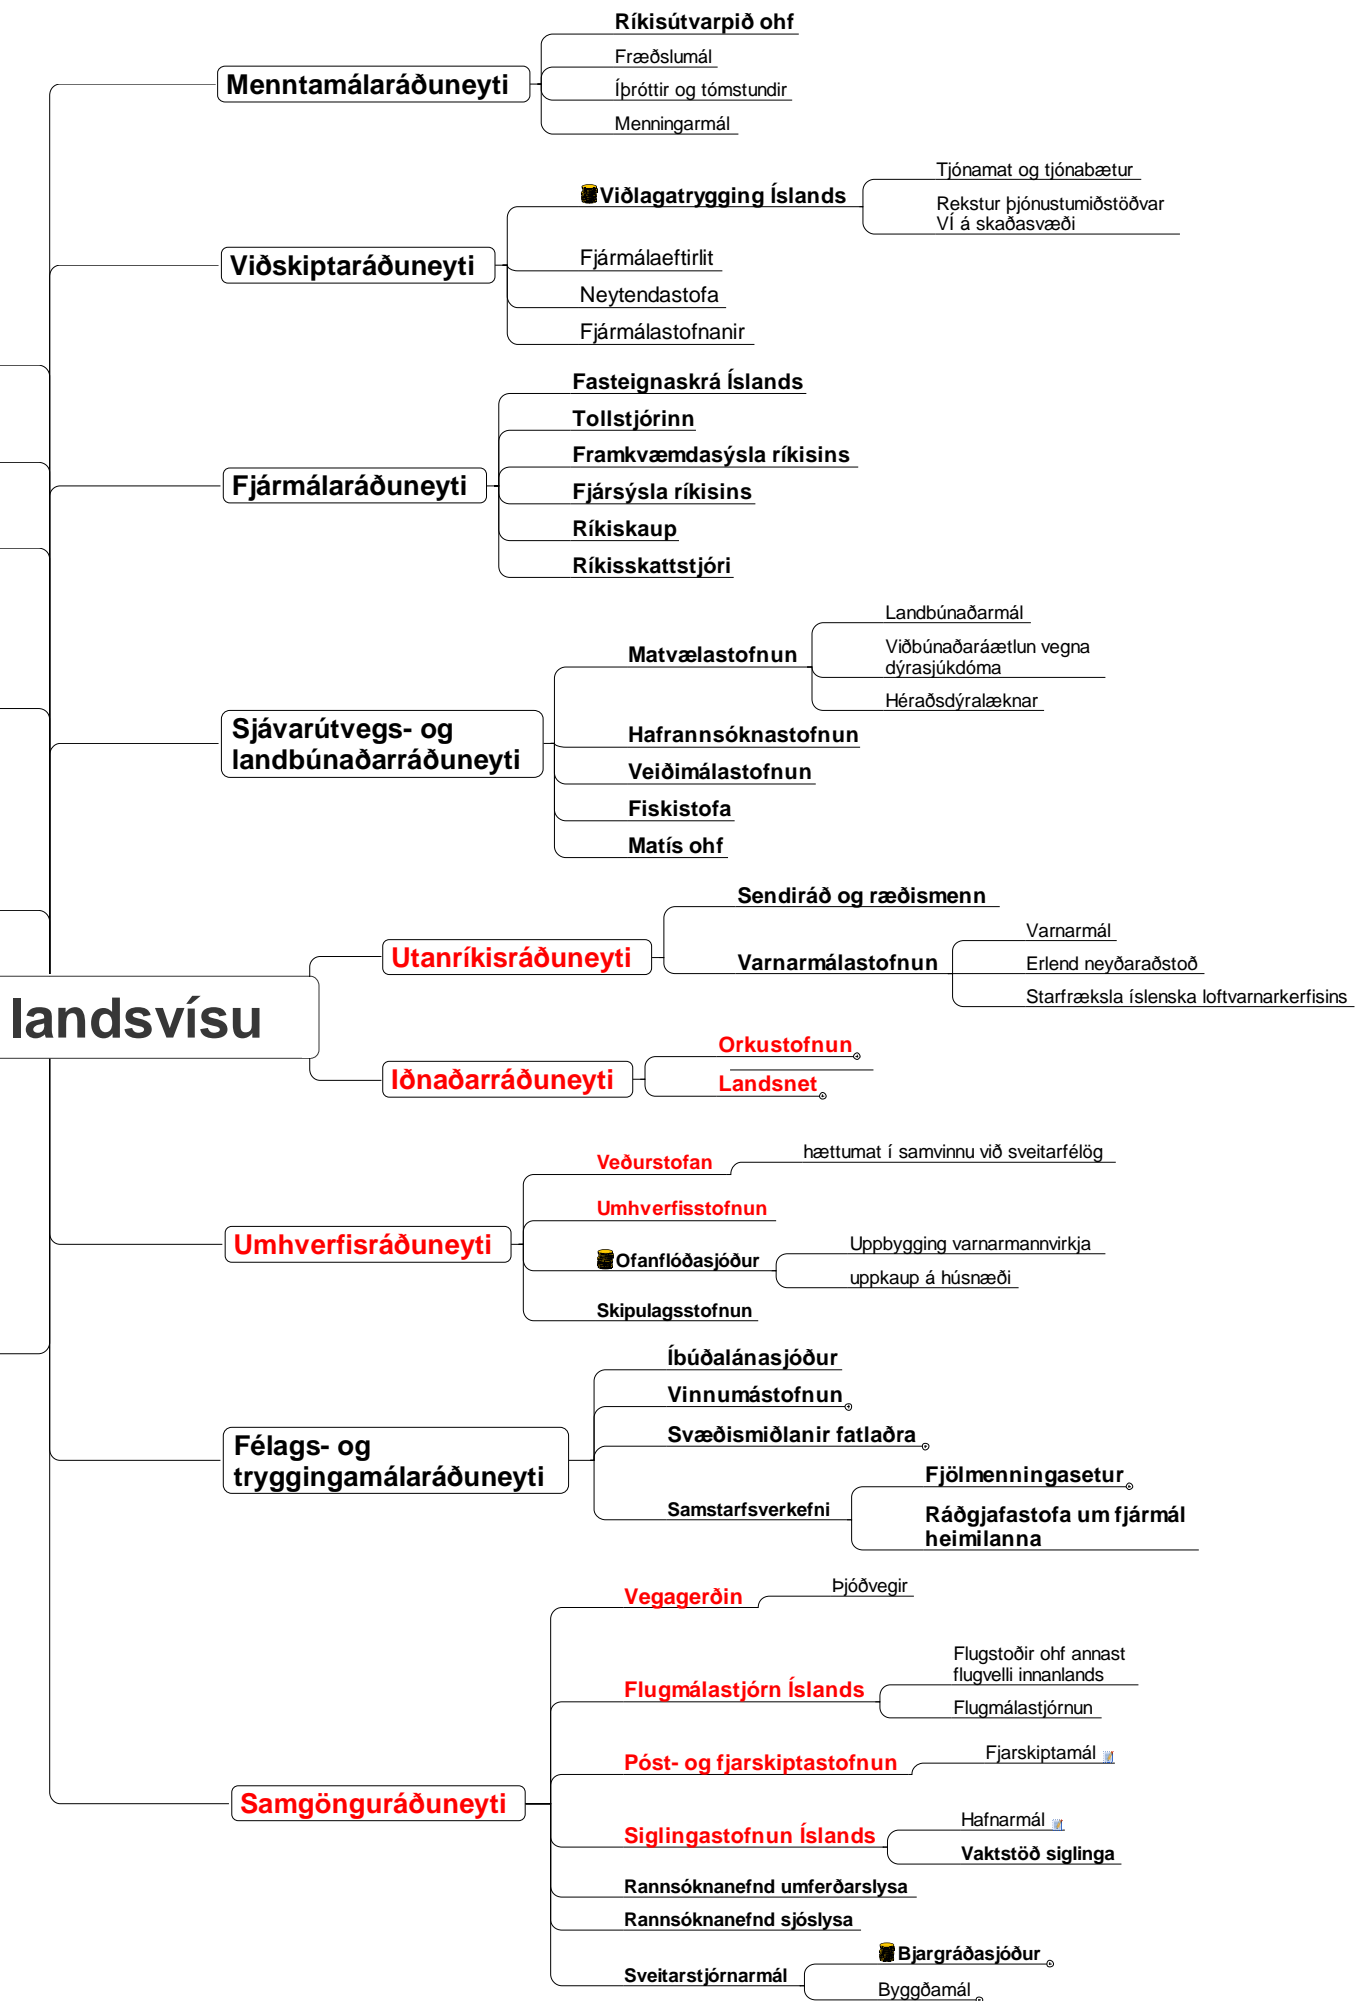 Menntamálaráðuneyti
Ríkisútvarpið ohf
Fræðslumál
Íþróttir og tómstundir
Menningarmál
Viðskiptaráðuneyti
Viðlagatrygging Íslands
Tjónamat og tjónabætur
Rekstur þjónustumiðstöðvar
VÍ á skaðasvæði
Fjármálaeftirlit
Neytendastofa
Fjármálastofnanir
Fjármálaráðuneyti
Fasteignaskrá Íslands
Tollstjórinn
Framkvæmdasýsla ríkisins
Fjársýsla ríkisins
Ríkiskaup
Ríkisskattstjóri
Sjávarútvegs- og
landbúnaðarráðuneyti
Matvælastofnun
Landbúnaðarmál
Viðbúnaðaráætlun vegna
dýrasjúkdóma
Héraðsdýralæknar
Hafrannsóknastofnun
Veiðimálastofnun
Fiskistofa
Matís ohf
landsvísu
Utanríkisráðuneyti
Sendiráð og ræðismenn
Varnarmálastofnun
Varnarmál
Erlend neyðaraðstoð
Starfræksla íslenska loftvarnarkerfisins
Iðnaðarráðuneyti
Orkustofnun
Landsnet
Umhverfisráðuneyti
Veðurstofan
hættumat í samvinnu við sveitarfélög
Umhverfisstofnun
Ofanflóðasjóður
Uppbygging varnarmannvirkja
uppkaup á húsnæði
Skipulagsstofnun
Félags- og
tryggingamálaráðuneyti
Íbúðalánasjóður
Vinnumástofnun
Svæðismiðlanir fatlaðra
Samstarfsverkefni
Fjölmenningasetur
Ráðgjafastofa um fjármál
heimilanna
Samgönguráðuneyti
Vegagerðin
Þjóðvegir
Flugmálastjórn Íslands
Flugstoðir ohf annast
flugvelli innanlands
Flugmálastjórnun
Póst- og fjarskiptastofnun
Fjarskiptamál
Siglingastofnun Íslands
Hafnarmál
Vaktstöð siglinga
Rannsóknanefnd umferðarslysa
Rannsóknanefnd sjóslysa
Sveitarstjórnarmál
Bjargráðasjóður
Byggðamál